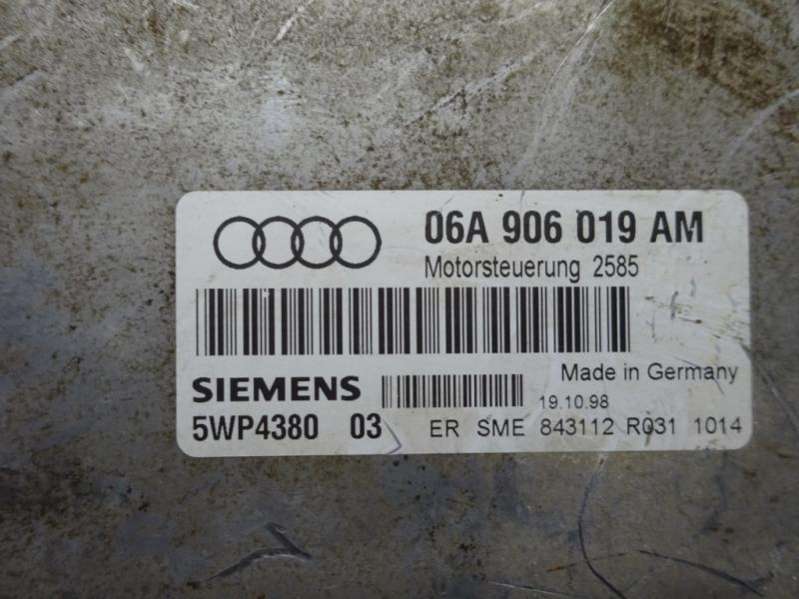 06A 906 019 AM
Motorsteuerung 2585
Made in Germany
SIEMENS
19.10.98
5WP4380 03 ER SME 843112 R031 1014